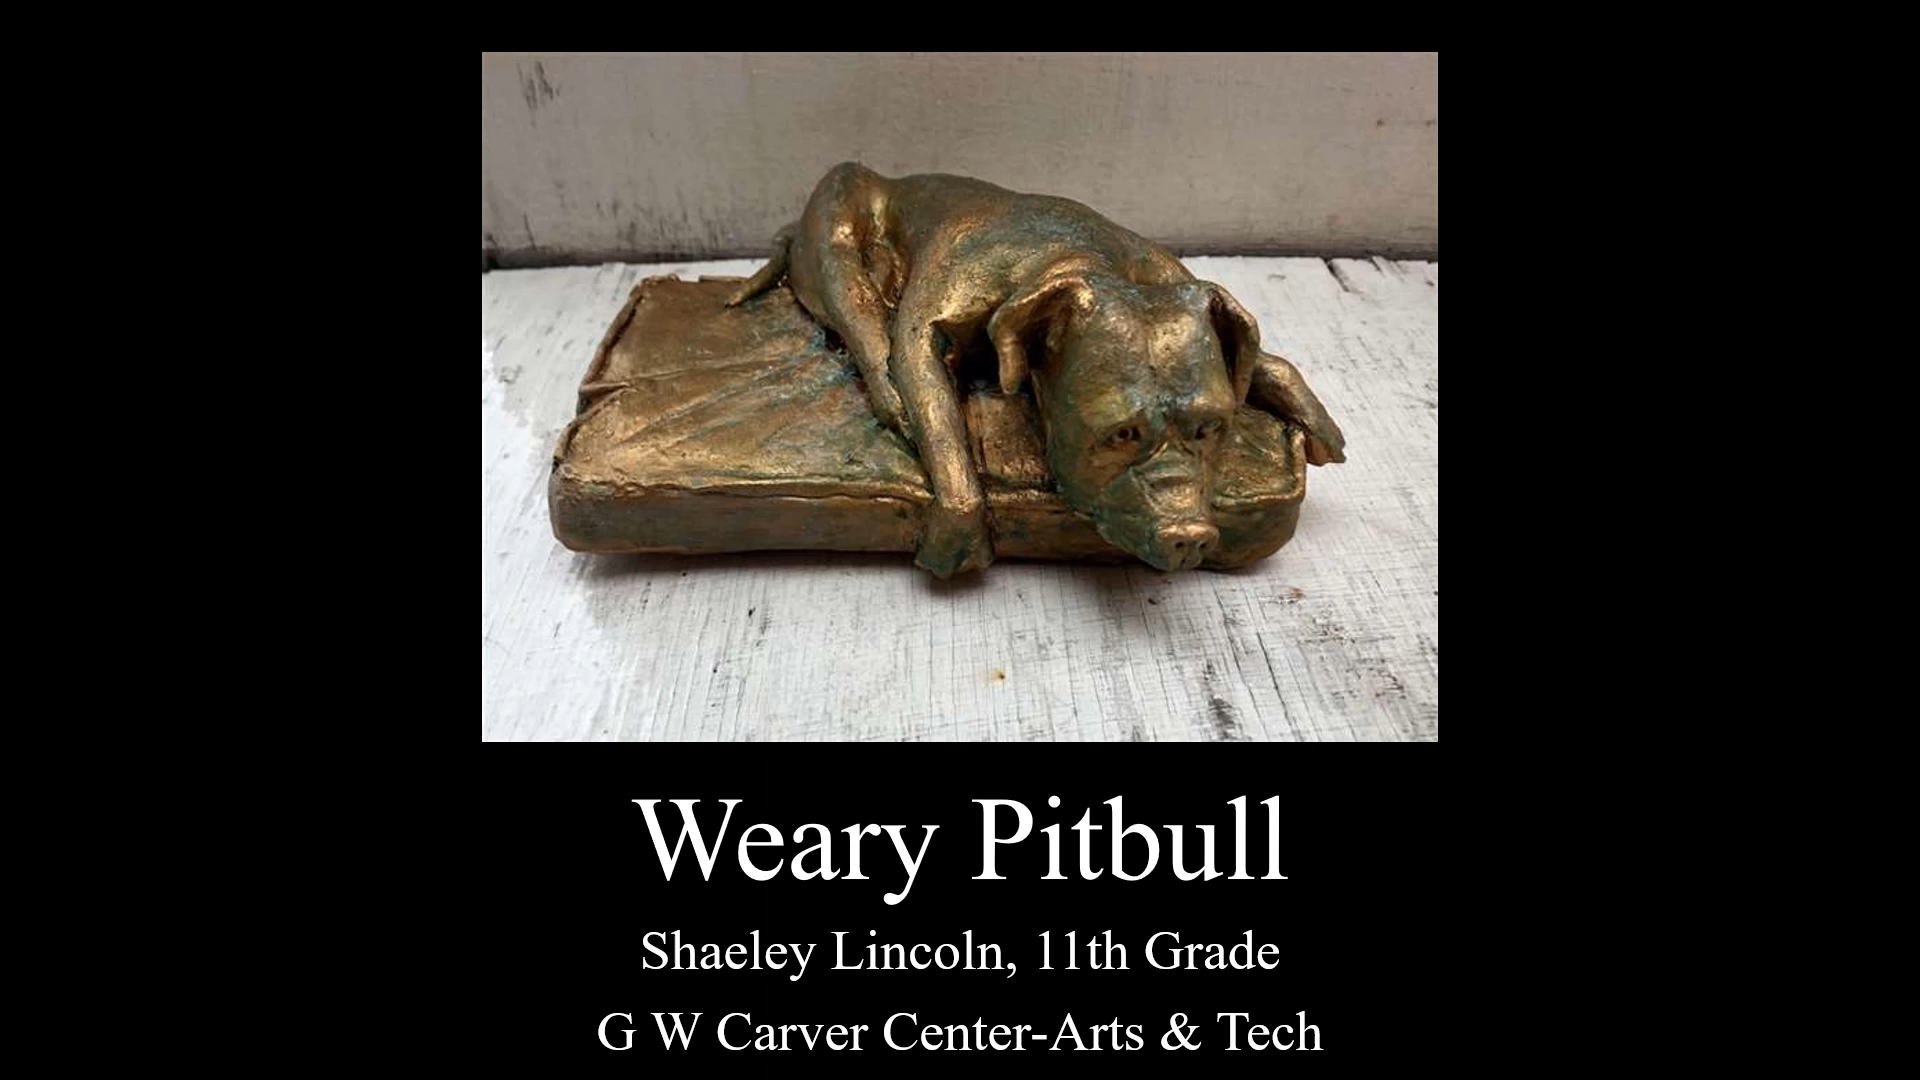 Weary Pitbull
Shaeley Lincoln, 11th Grade
G W Carver Center-Arts & Tech